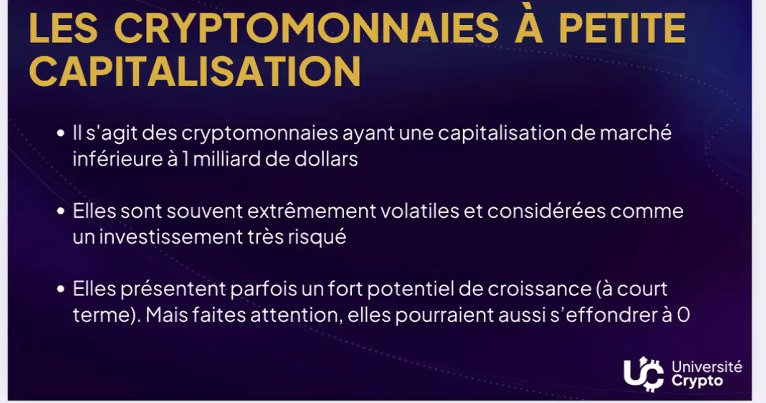 LES CRYPTOMONNAIES À PETITE
CAPITALISATION
• Il s'agit des cryptomonnaies ayant une capitalisation de marché
inférieure à 1 milliard de dollars
• Elles sont souvent extrêmement volatiles et considérées comme
un investissement très risqué
• Elles présentent parfois un fort potentiel de croissance (à court
terme). Mais faites attention, elles pourraient aussi s’effondrer à 0
UC Université
Crypto